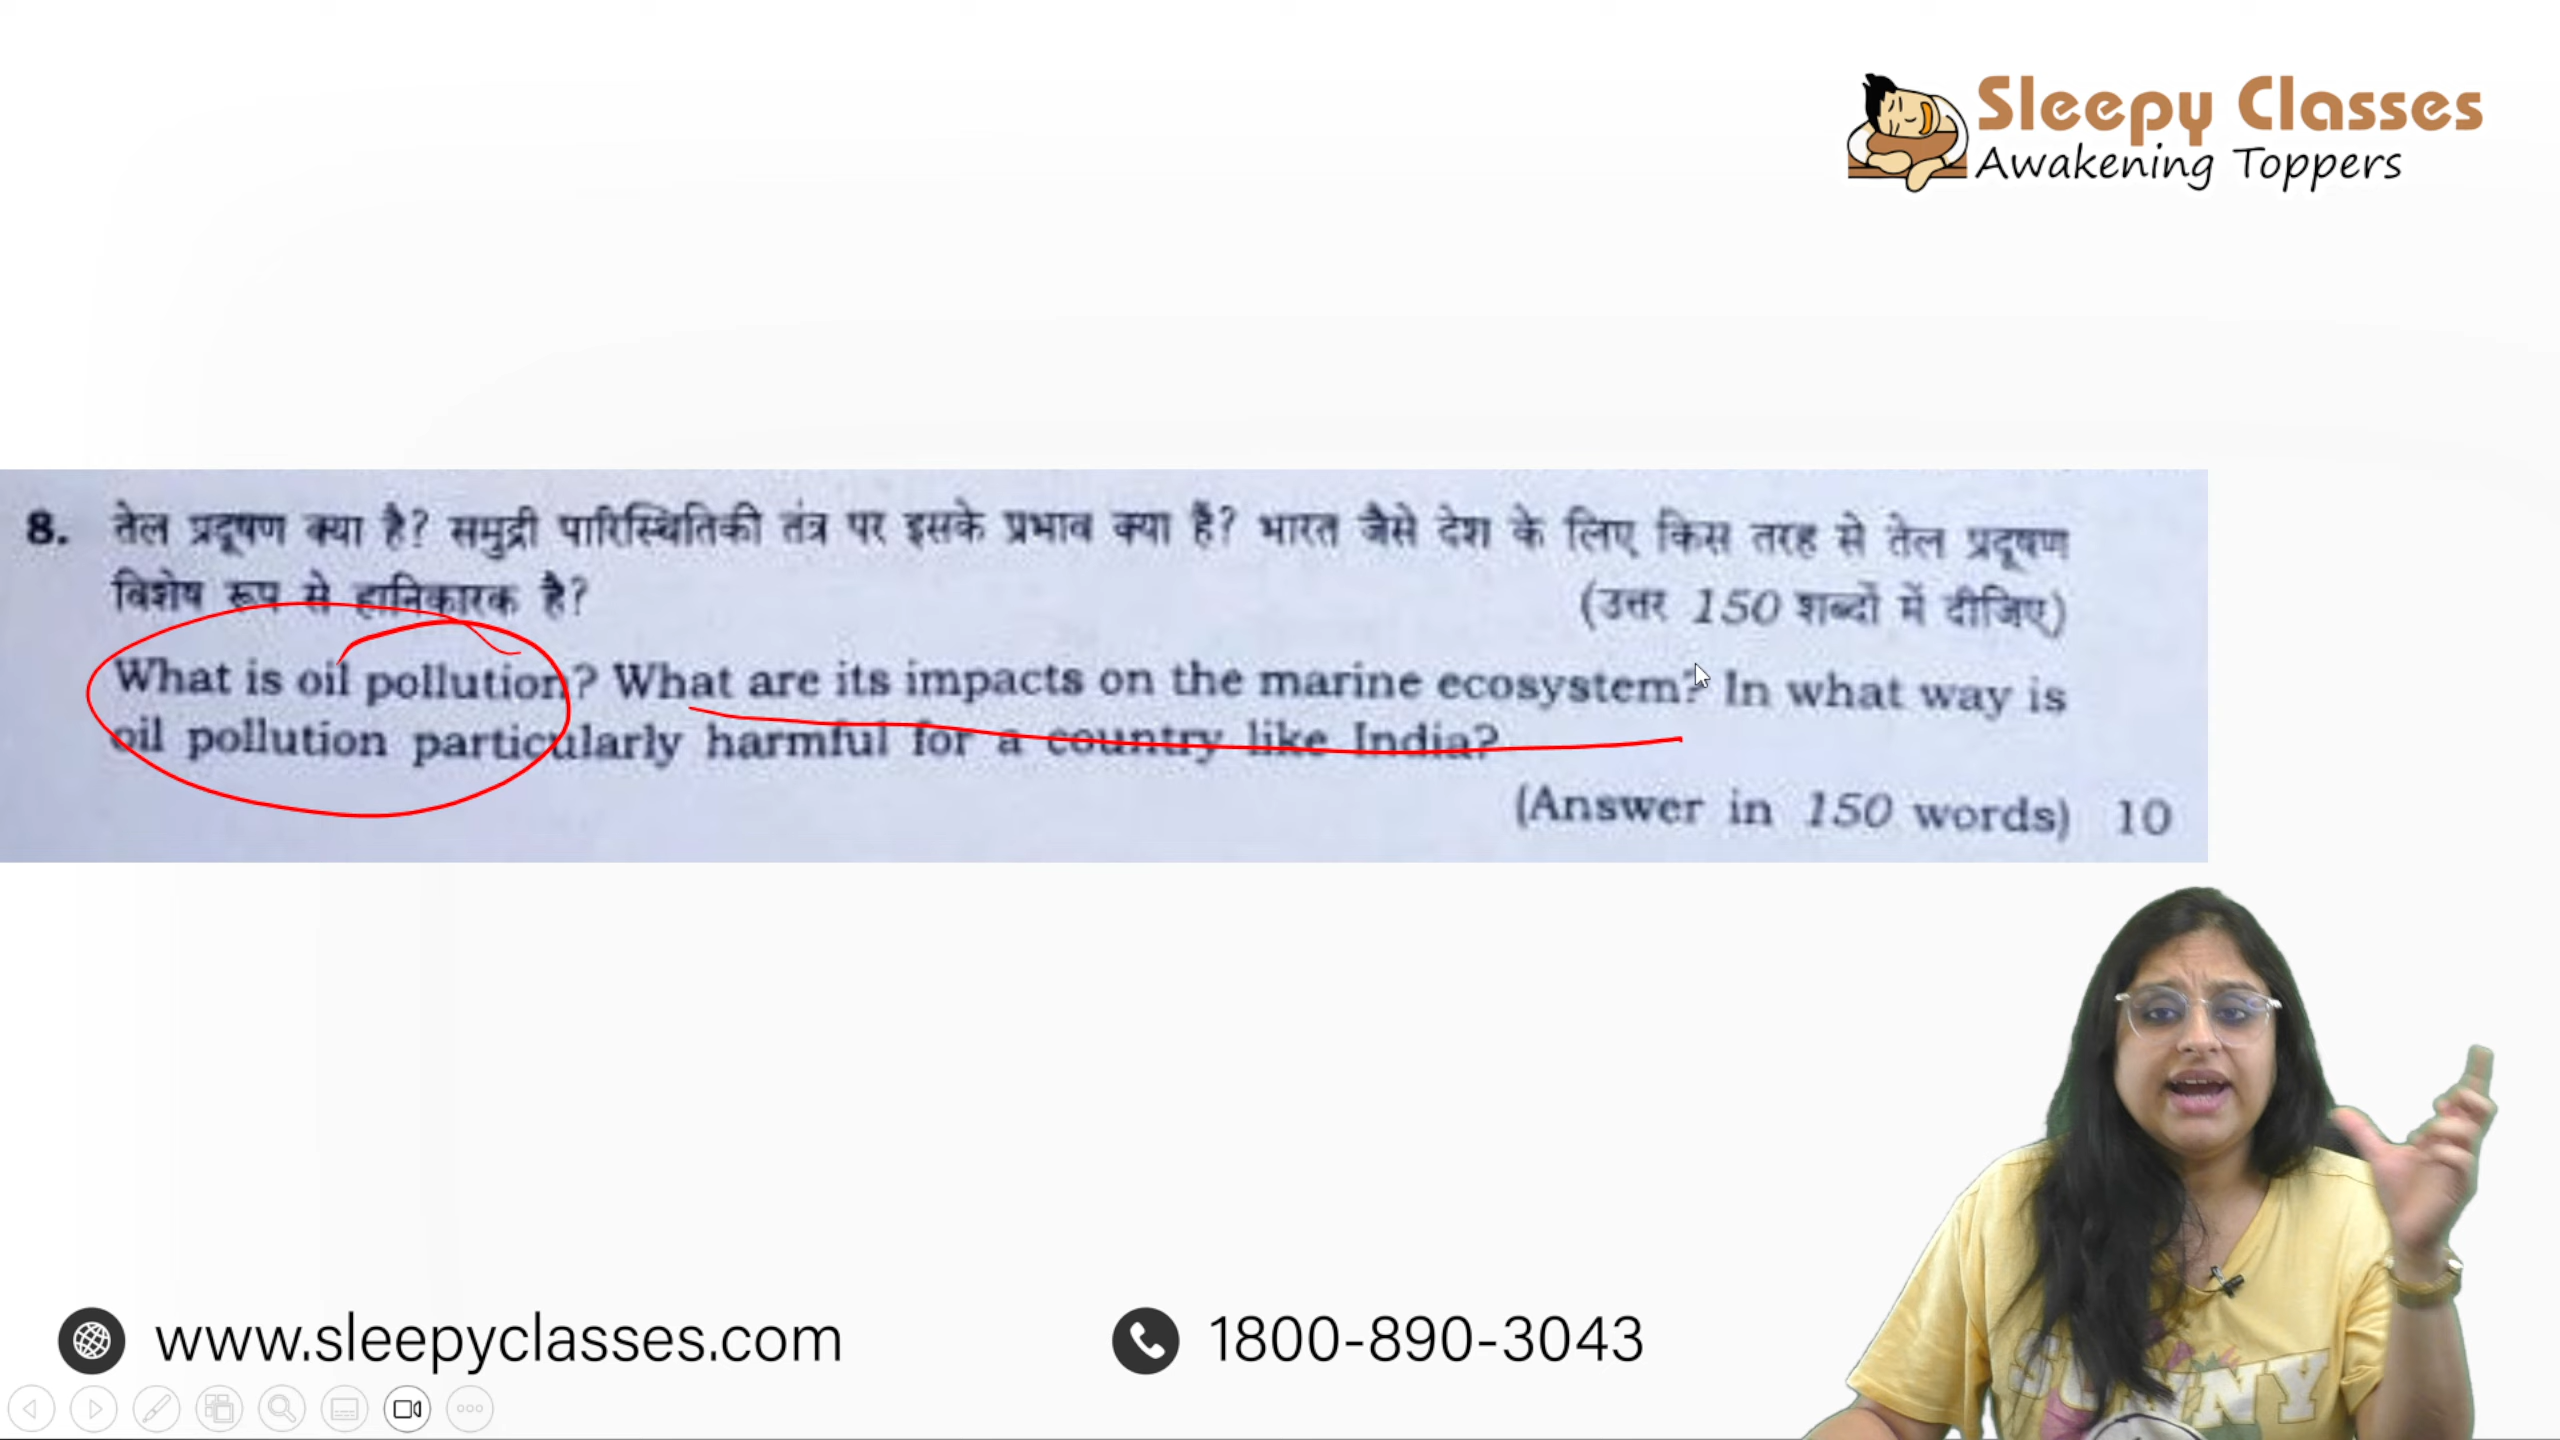 Sleepy Classes
Awakening Toppers
8. तेल प्रदूषण क्या है? समुद्री पारिस्थितिकी तंत्र पर इसके प्रभाव क्या हैं? भारत जैसे देश के लिए किस तरह से तेल प्रदूषण
विशेष रूप से हानिकारक है? (उत्तर 150 शब्दों में दीजिए)
What is oil pollution? What are its impacts on the marine ecosystem? In what way is
oil pollution particularly harmful for a country like India?
(Answer in 150 words) 10
www.sleepyclasses.com 1800-890-3043